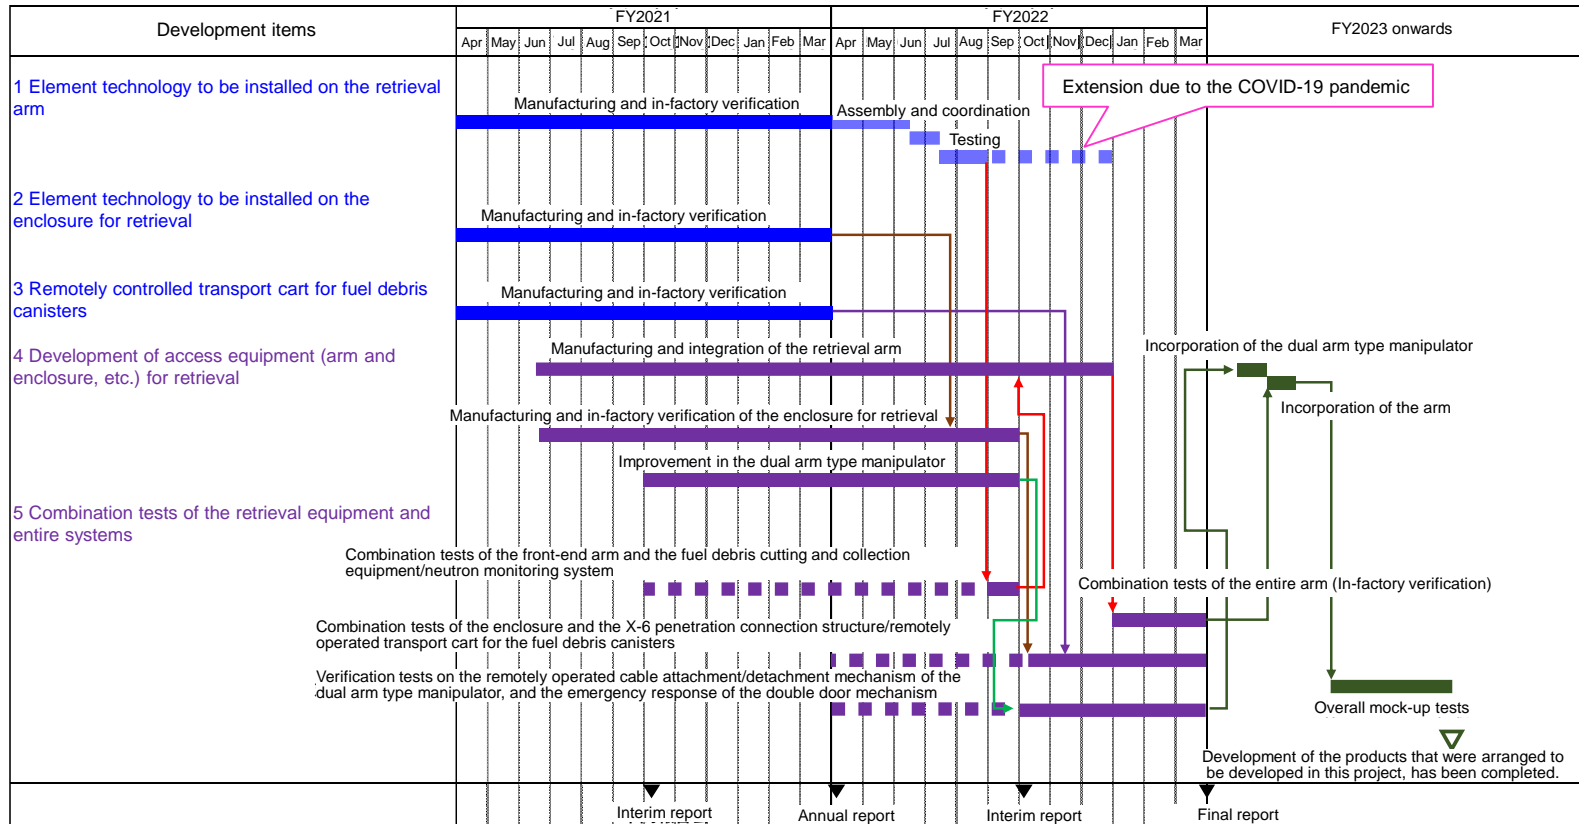 Development items
FY2021
FY2022
FY2023 onwards
Apr May Jun Jul Aug Sep Oct Nov Dec Jan Feb Mar Apr May Jun Jul Aug Sep Oct Nov Dec Jan Feb Mar
Extension due to the COVID-19 pandemic
1 Element technology to be installed on the retrieval
arm
Manufacturing and in-factory verification
Assembly and coordination
Testing
2 Element technology to be installed on the
enclosure for retrieval
Manufacturing and in-factory verification
3 Remotely controlled transport cart for fuel debris
canisters
Manufacturing and in-factory verification
4 Development of access equipment (arm and
enclosure, etc.) for retrieval
Manufacturing and integration of the retrieval arm
Incorporation of the dual arm type manipulator
Incorporation of the arm
Manufacturing and in-factory verification of the enclosure for retrieval
Improvement in the dual arm type manipulator
5 Combination tests of the retrieval equipment and
entire systems
Combination tests of the front-end arm and the fuel debris cutting and collection
equipment/neutron monitoring system
Combination tests of the entire arm (In-factory verification)
Combination tests of the enclosure and the X-6 penetration connection structure/remotely
operated transport cart for the fuel debris canisters
Verification tests on the remotely operated cable attachment/detachment mechanism of the
dual arm type manipulator, and the emergency response of the double door mechanism
Overall mock-up tests
Development of the products that were arranged to
be developed in this project, has been completed.
Interim report
Annual report
Interim report
Final report